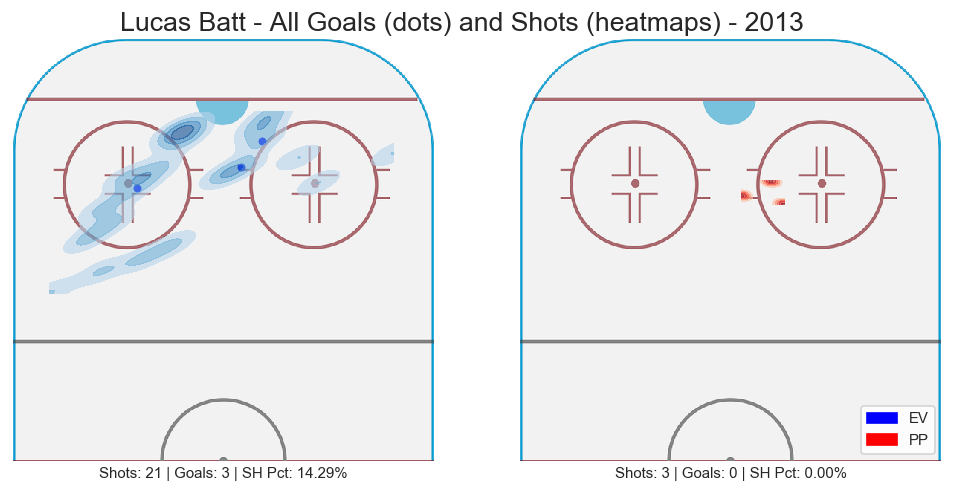 Lucas Batt - All Goals (dots) and Shots (heatmaps) - 2013
EV
PP
Shots: 21 | Goals: 3 | SH Pct: 14.29%
Shots: 3 | Goals: 0 | SH Pct: 0.00%